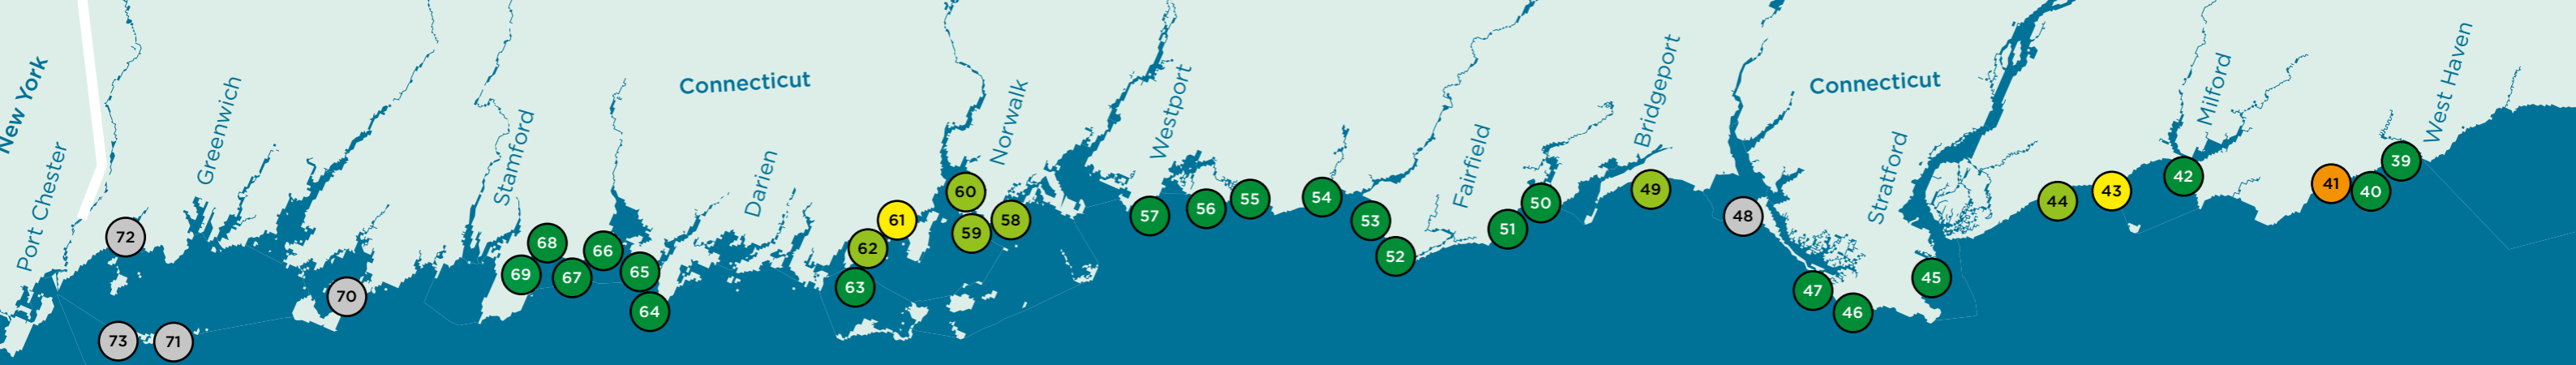 New York
Port Chester
Greenwich
Stamford
Connecticut
Darien
Norwalk
Westport
Fairfield
Bridgeport
Connecticut
Stratford
Milford
West Haven
73
72
71
70
69
68
67
66
65
64
63
62
61
60
59
58
57
56
55
54
53
52
51
50
49
48
47
46
45
44
43
42
41
40
39